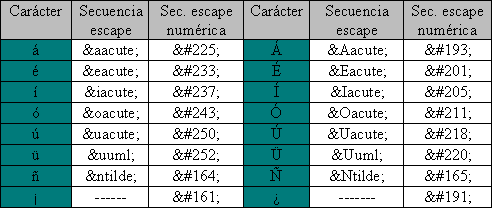 Carácter Secuencia escape Sec. escape numérica Carácter Secuencia escape Sec. escape numérica
á &aacute; &#225; Á &Aacute; &#193;
é &eacute; &#233; É &Eacute; &#201;
í &iacute; &#237; Í &Iacute; &#205;
ó &oacute; &#243; Ó &Oacute; &#211;
ú &uacute; &#250; Ú &Uacute; &#218;
ü &uuml; &#252; Ü &Uuml; &#220;
ñ &ntilde; &#164; Ñ &Ntilde; &#165;
¡ ------ &#161; ¿ ------- &#191;